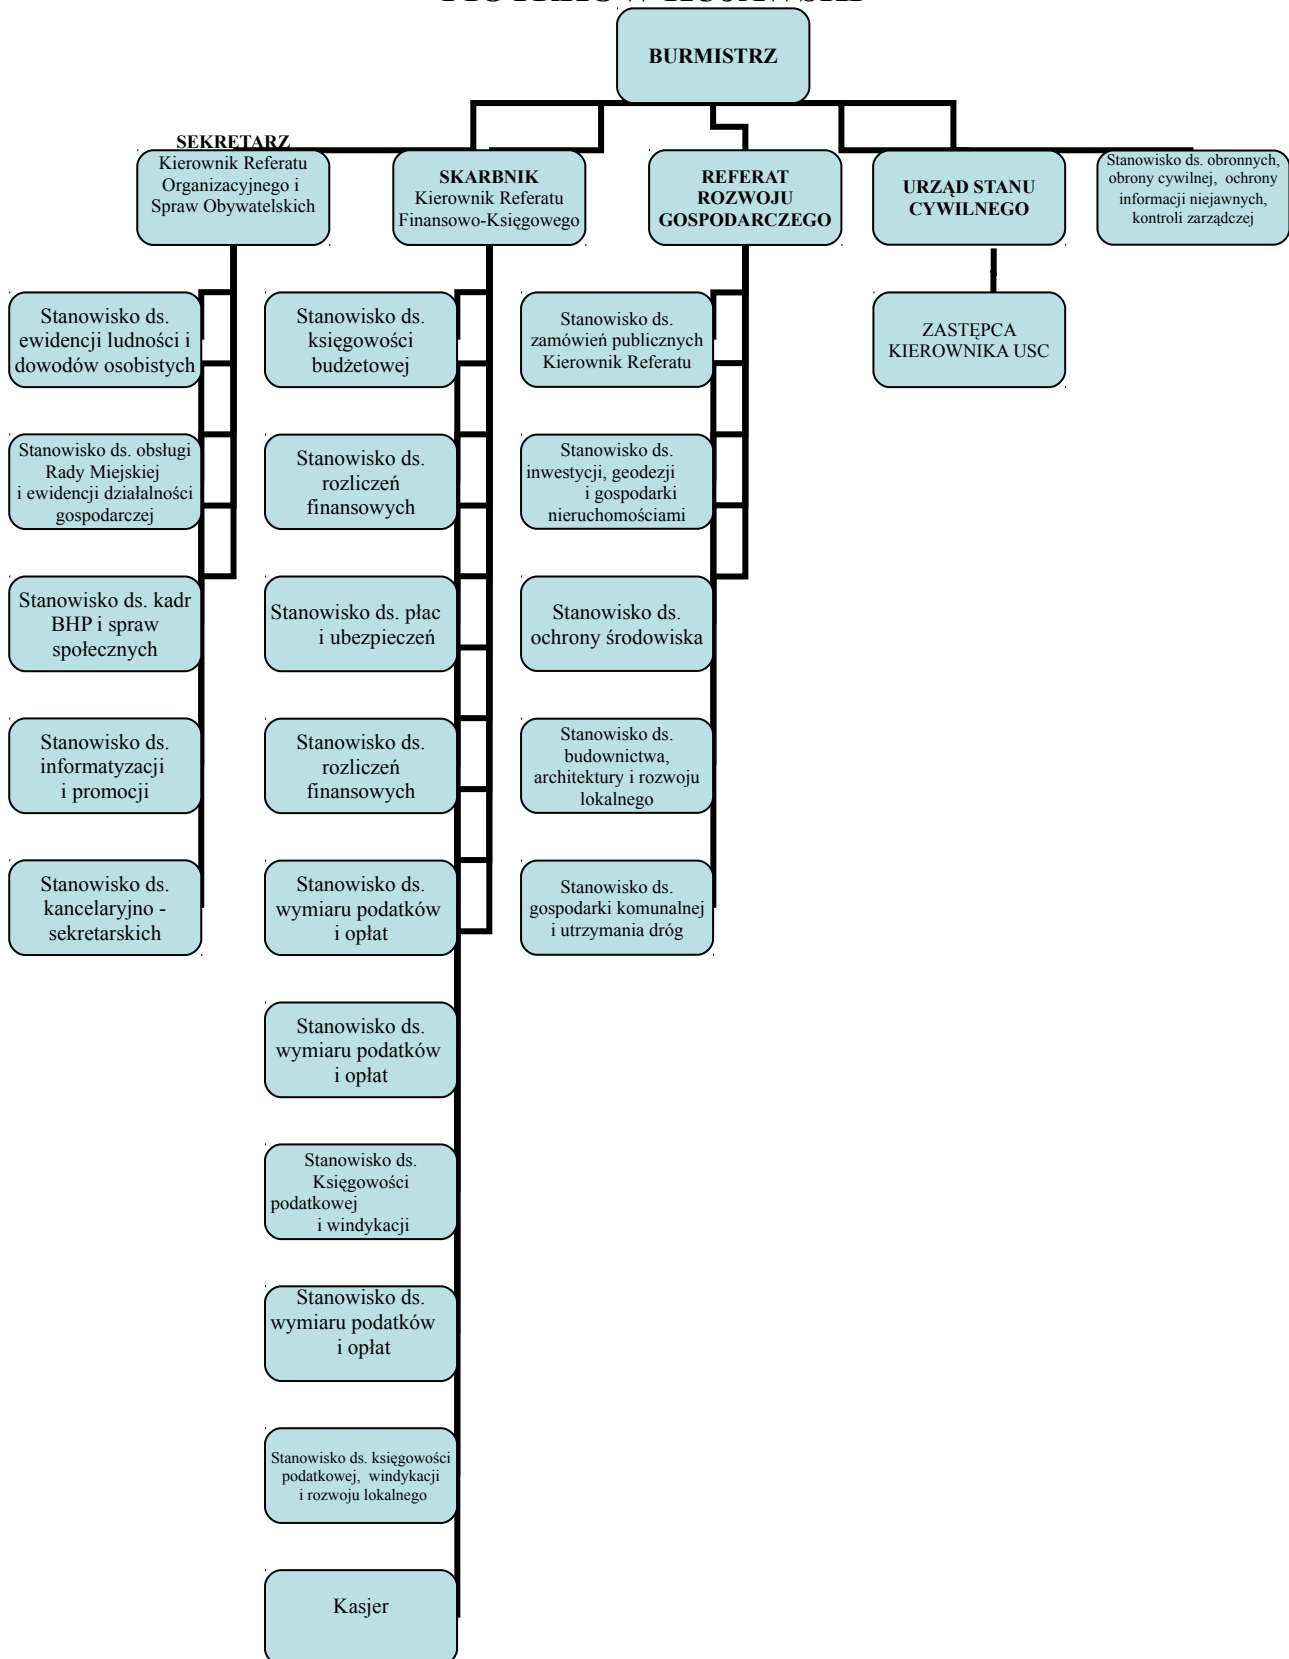 BURMISTRZ
SEKRETARZ
Kierownik Referatu
Organizacyjnego i
Spraw Obywatelskich
SKARBNIK
Kierownik Referatu
Finansowo-Księgowego
REFERAT
ROZWOJU
GOSPODARCZEGO
URZĄD STANU
CYWILNEGO
Stanowisko ds. obronnych,
obrony cywilnej, ochrony
informacji niejawnych,
kontroli zarządczej
Stanowisko ds.
ewidencji ludności i
dowodów osobistych
Stanowisko ds. obsługi
Rady Miejskiej
i ewidencji działalności
gospodarczej
Stanowisko ds. kadr
BHP i spraw
społecznych
Stanowisko ds.
informatyzacji
i promocji
Stanowisko ds.
kancelaryjno -
sekretarskich
Stanowisko ds.
księgowości
budżetowej
Stanowisko ds.
rozliczeń
finansowych
Stanowisko ds. płac
i ubezpieczeń
Stanowisko ds.
rozliczeń
finansowych
Stanowisko ds.
wymiaru podatków
i opłat
Stanowisko ds.
wymiaru podatków
i opłat
Stanowisko ds.
Księgowości
podatkowej
i windykacji
Stanowisko ds.
wymiaru podatków
i opłat
Stanowisko ds. księgowości
podatkowej, windykacji
i rozwoju lokalnego
Kasjer
Stanowisko ds.
zamówień publicznych
Kierownik Referatu
Stanowisko ds.
inwestycji, geodezji
i gospodarki
nieruchomościami
Stanowisko ds.
ochrony środowiska
Stanowisko ds.
budownictwa,
architektury i rozwoju
lokalnego
Stanowisko ds.
gospodarki komunalnej
i utrzymania dróg
ZASTĘPCA
KIEROWNIKA USC